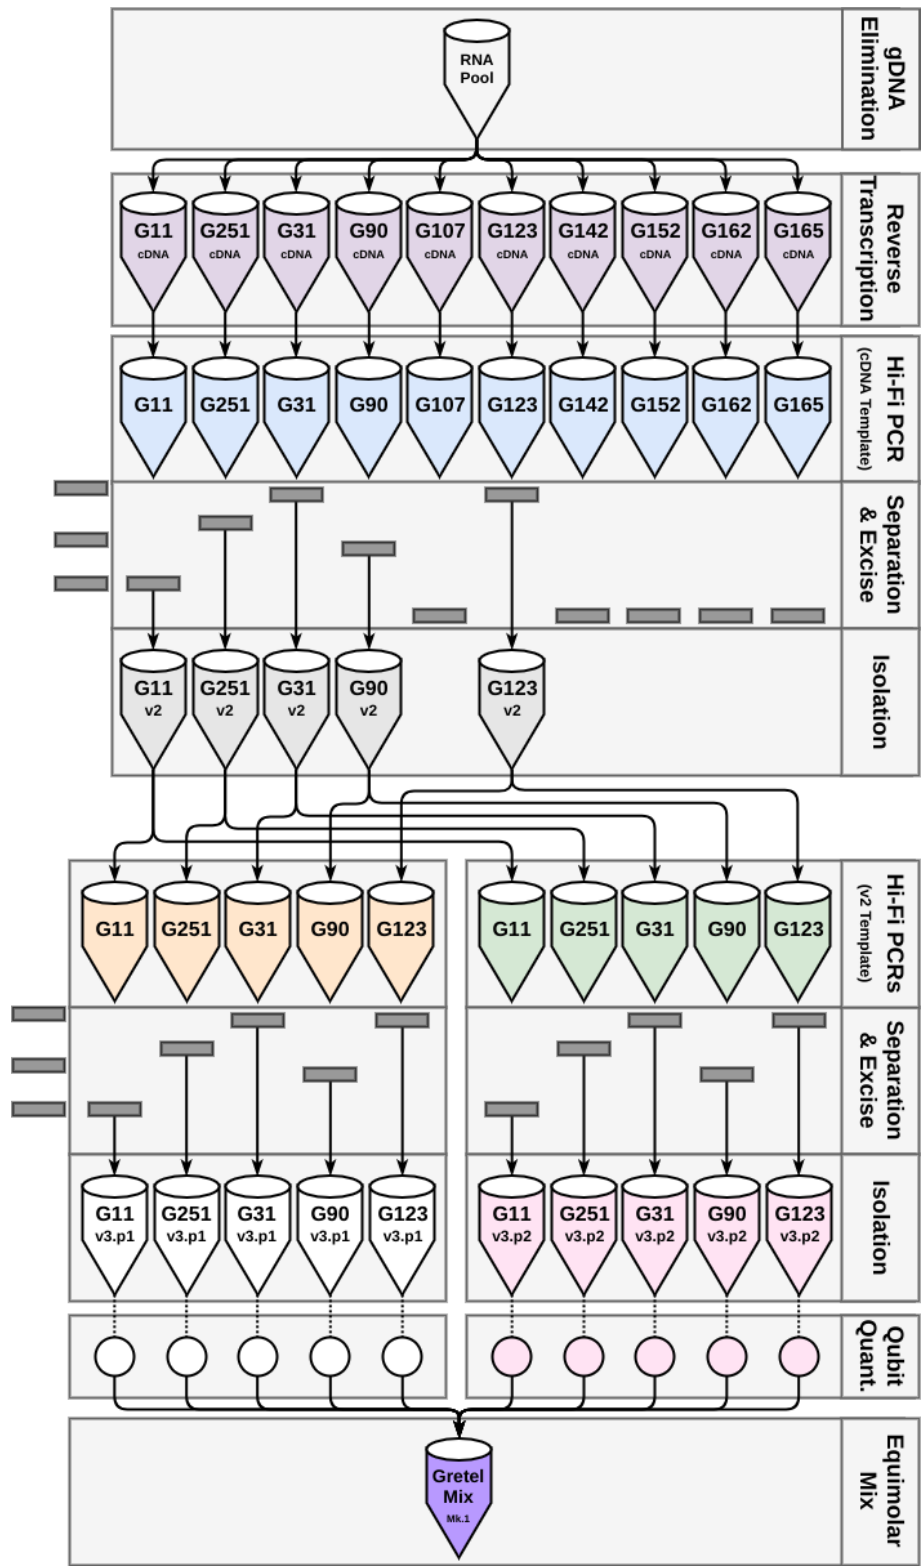 RNA
Pool
gDNA
Elimination
G11
cDNA
G251
cDNA
G31
cDNA
G90
cDNA
G107
cDNA
G123
cDNA
G142
cDNA
G152
cDNA
G162
cDNA
G165
cDNA
Reverse
Transcription
G11
G251
G31
G90
G107
G123
G142
G152
G162
G165
Hi-Fi PCR
(cDNA Template)
Separation
& Excise
G11
v2
G251
v2
G31
v2
G90
v2
G123
v2
Isolation
G11
G251
G31
G90
G123
G11
G251
G31
G90
G123
Hi-Fi PCRs
(v2 Template)
Separation
& Excise
G11
v3.p1
G251
v3.p1
G31
v3.p1
G90
v3.p1
G123
v3.p1
G11
v3.p2
G251
v3.p2
G31
v3.p2
G90
v3.p2
G123
v3.p2
Isolation
Qubit
Quant.
Gretel
Mix
Mk.1
Equimolar
Mix